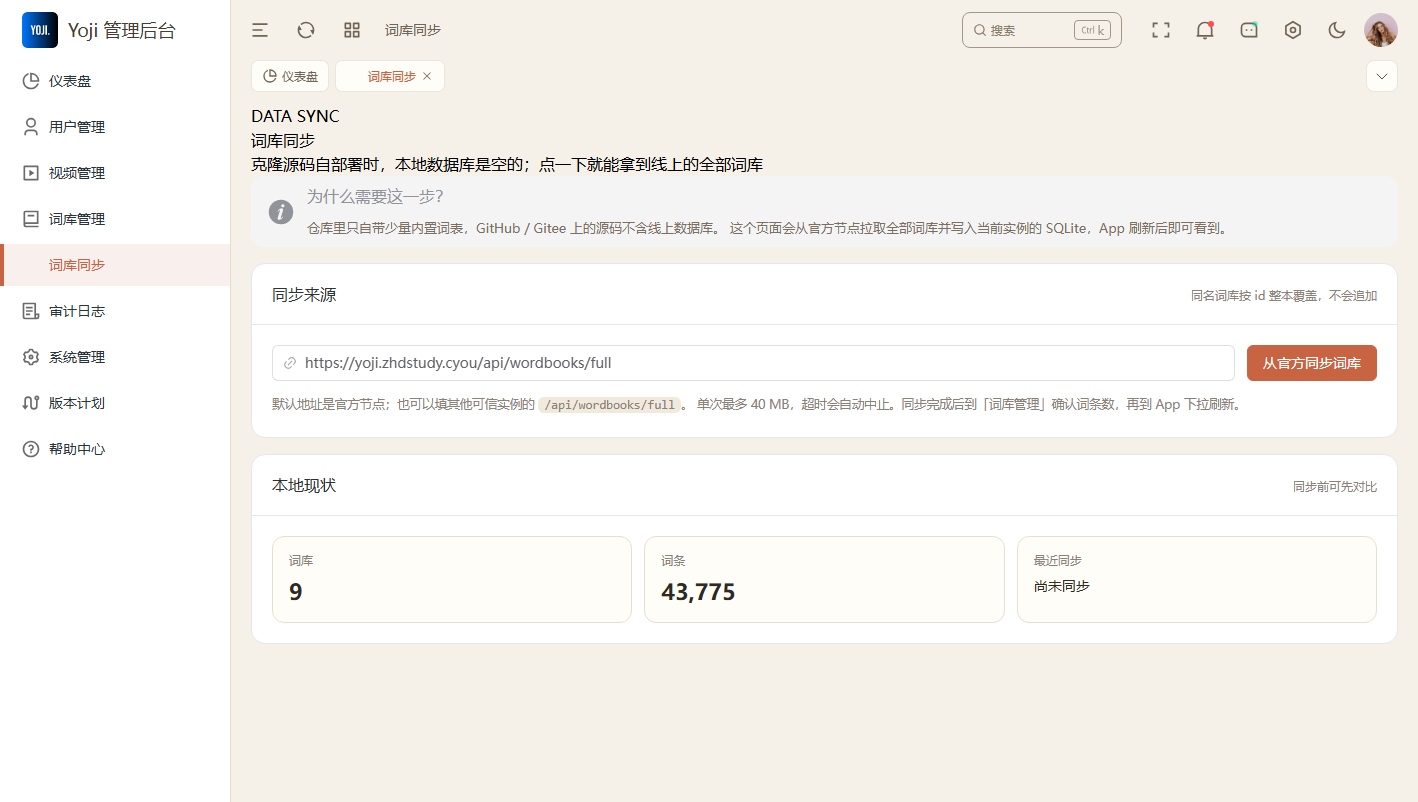 YOJI.
Yoji 管理后台
词库同步
搜索
Ctrl k
仪表盘
用户管理
视频管理
词库管理
词库同步
审计日志
系统管理
版本计划
帮助中心
仪表盘
词库同步
DATA SYNC
词库同步
克隆源码自部署时，本地数据库是空的；点一下就能拿到线上的全部词库
为什么需要这一步？
仓库里只自带少量内置词表，GitHub / Gitee 上的源码不含线上数据库。 这个页面会从官方节点拉取全部词库并写入当前实例的 SQLite，App 刷新后即可看到。
同步来源
同名词库按 id 整本覆盖，不会追加
https://yoji.zhdstudy.cyou/api/wordbooks/full
从官方同步词库
默认地址是官方节点；也可以填其他可信实例的 /api/wordbooks/full 。 单次最多 40 MB，超时会自动中止。同步完成后到「词库管理」确认词条数，再到 App 下拉刷新。
本地现状
同步前可先对比
词库
9
词条
43,775
最近同步
尚未同步